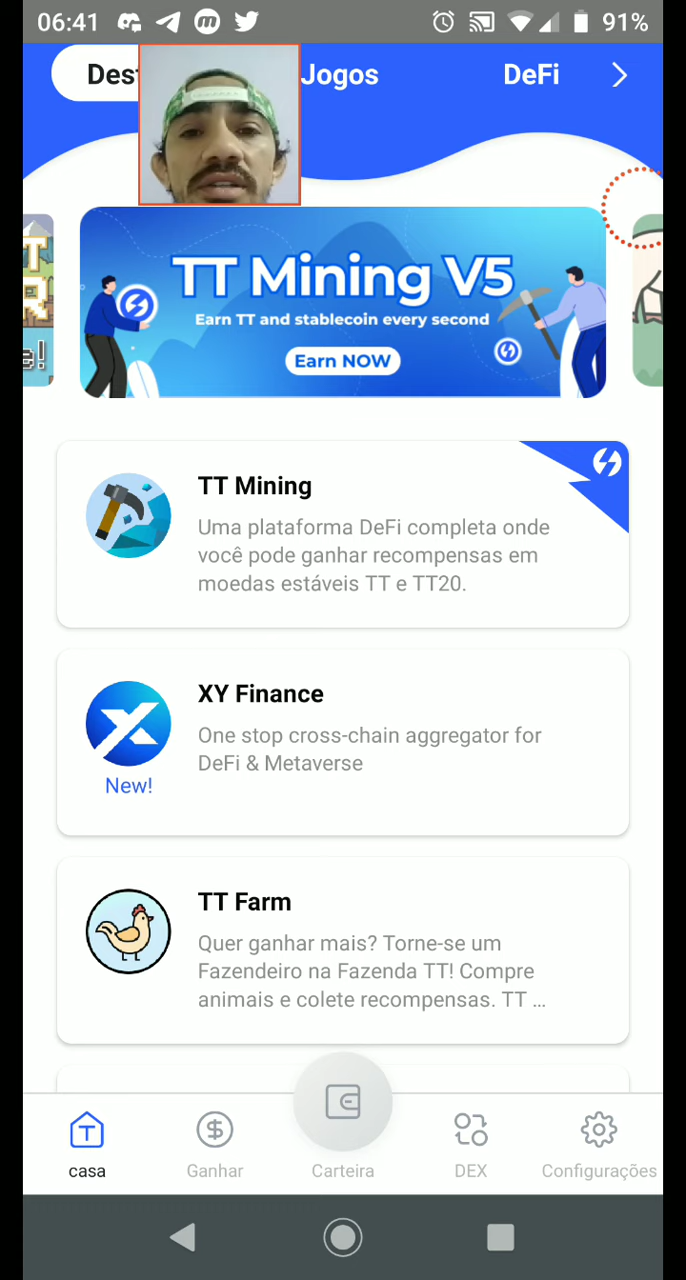 06:41
91%
Jogos
DeFi
TT Mining V5
Earn TT and stablecoin every second
Earn NOW
TT Mining
Uma plataforma DeFi completa onde
você pode ganhar recompensas em
moedas estáveis TT e TT20.
XY Finance
One stop cross-chain aggregator for
DeFi & Metaverse
New!
TT Farm
Quer ganhar mais? Torne-se um
Fazendeiro na Fazenda TT! Compre
animais e colete recompensas. TT ...
casa
Ganhar
Carteira
DEX
Configurações